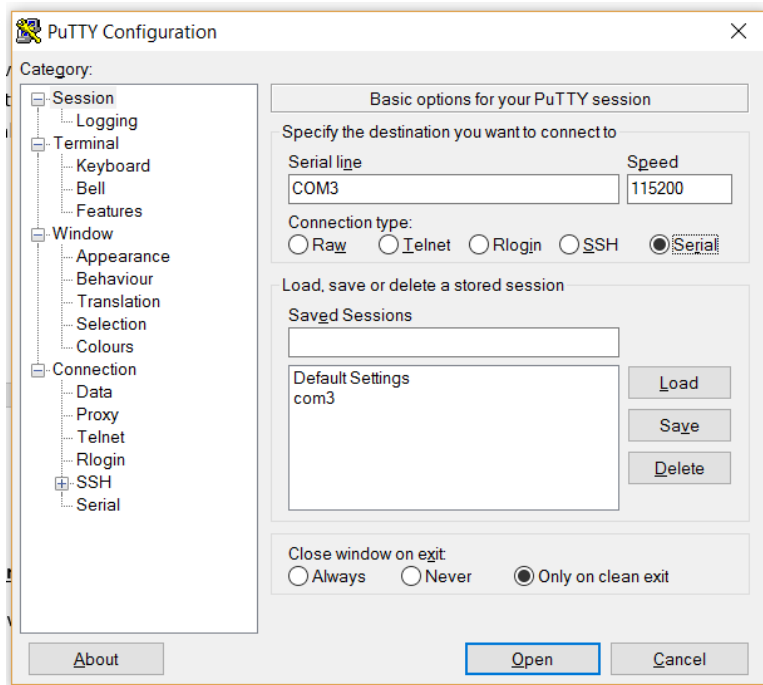 PuTTY Configuration
Category:
Session
Logging
Terminal
Keyboard
Bell
Features
Window
Appearance
Behaviour
Translation
Selection
Colours
Connection
Data
Proxy
Telnet
Rlogin
SSH
Serial
Basic options for your PuTTY session
Specify the destination you want to connect to
Serial line Speed
COM3 115200
Connection type:
Raw Telnet Rlogin SSH Serial
Load, save or delete a stored session
Saved Sessions
Default Settings
com3
Load
Save
Delete
Close window on exit:
Always Never Only on clean exit
About Open Cancel